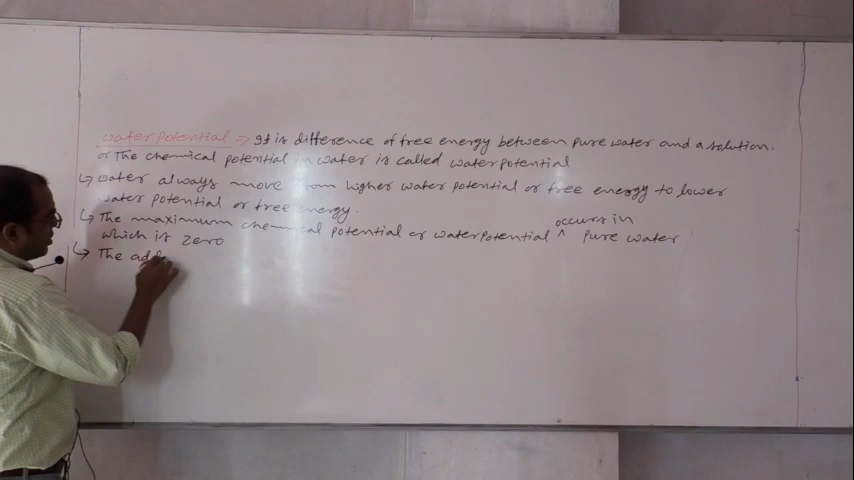 water potential ⇒ It is difference of free energy between pure water and a solution.
or The chemical potential in water is called water potential
↳ water always move from higher water potential or free energy to lower
water potential or free energy.
↳ The maximum chemical potential or water potential ^ occurs in pure water
which is zero
↳ The add